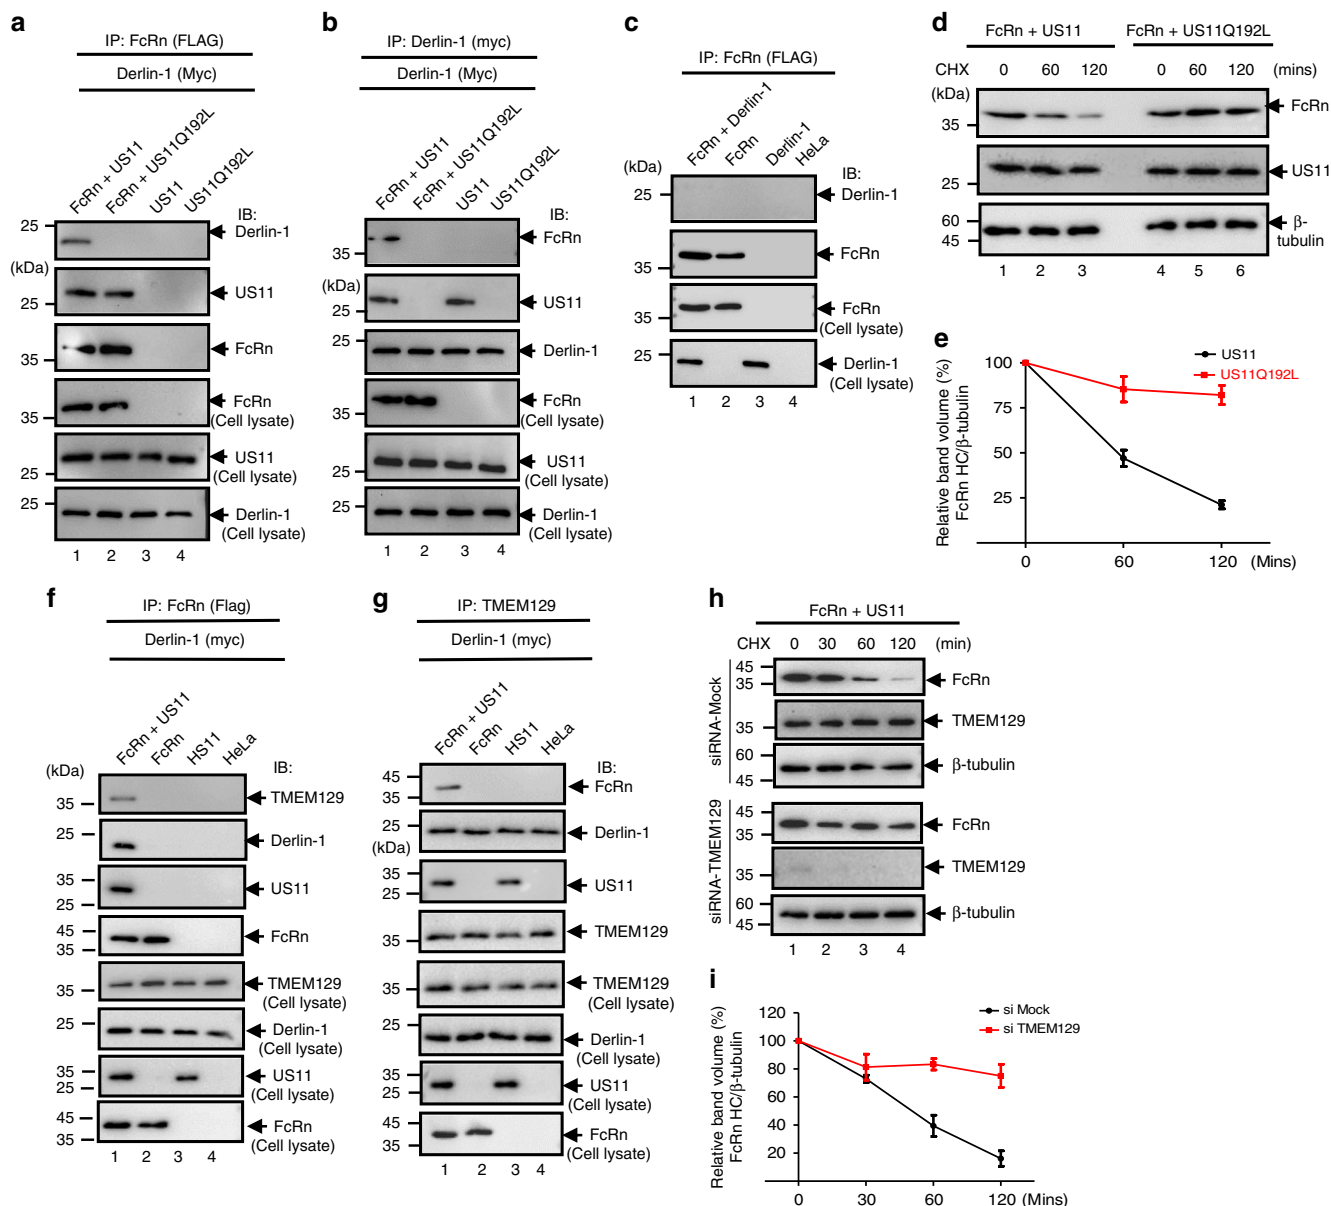 a
IP: FcRn (FLAG)
Derlin-1 (Myc)
FcRn + US11
FcRn + US11Q192L
US11
US11Q192L
IB:
25
Derlin-1
(kDa)
25
US11
35
FcRn
35
FcRn
(Cell lysate)
25
US11
(Cell lysate)
25
Derlin-1
(Cell lysate)
1 2 3 4
b
IP: Derlin-1 (myc)
Derlin-1 (Myc)
FcRn + US11
FcRn + US11Q192L
US11
US11Q192L
IB:
35
FcRn
(kDa)
25
US11
25
Derlin-1
35
FcRn
(Cell lysate)
25
US11
(Cell lysate)
25
Derlin-1
(Cell lysate)
1 2 3 4
c
IP: FcRn (FLAG)
FcRn + Derlin-1
FcRn
Derlin-1
HeLa
(kDa)
IB:
25
Derlin-1
35
FcRn
35
FcRn
(Cell lysate)
25
Derlin-1
(Cell lysate)
1 2 3 4
d
FcRn + US11 FcRn + US11Q192L
CHX 0 60 120 0 60 120 (mins)
(kDa)
35
FcRn
25
US11
60
45
β-
tubulin
1 2 3 4 5 6
e
Relative band volume (%)
FcRn HC/β-tubulin
100
75
50
25
US11
US11Q192L
0 60 120 (Mins)
f
IP: FcRn (Flag)
Derlin-1 (myc)
FcRn + US11
FcRn
HS11
HeLa
(kDa)
IB:
35
TMEM129
25
Derlin-1
35
25
US11
45
35
FcRn
35
TMEM129
(Cell lysate)
25
Derlin-1
(Cell lysate)
35
25
US11
(Cell lysate)
45
35
FcRn
(Cell lysate)
1 2 3 4
g
IP: TMEM129
Derlin-1 (myc)
FcRn + US11
FcRn
HS11
HeLa
IB:
45
35
FcRn
25
Derlin-1
(kDa)
35
25
US11
35
TMEM129
35
TMEM129
(Cell lysate)
25
Derlin-1
(Cell lysate)
35
25
US11
(Cell lysate)
45
35
FcRn
(Cell lysate)
1 2 3 4
h
FcRn + US11
CHX 0 30 60 120 (min)
siRNA-Mock
45
35
FcRn
35
TMEM129
60
45
β-tubulin
siRNA-TMEM129
45
35
FcRn
35
TMEM129
60
45
β-tubulin
1 2 3 4
i
Relative band volume (%)
FcRn HC/β-tubulin
120
100
80
60
40
20
si Mock
si TMEM129
0 30 60 120 (Mins)